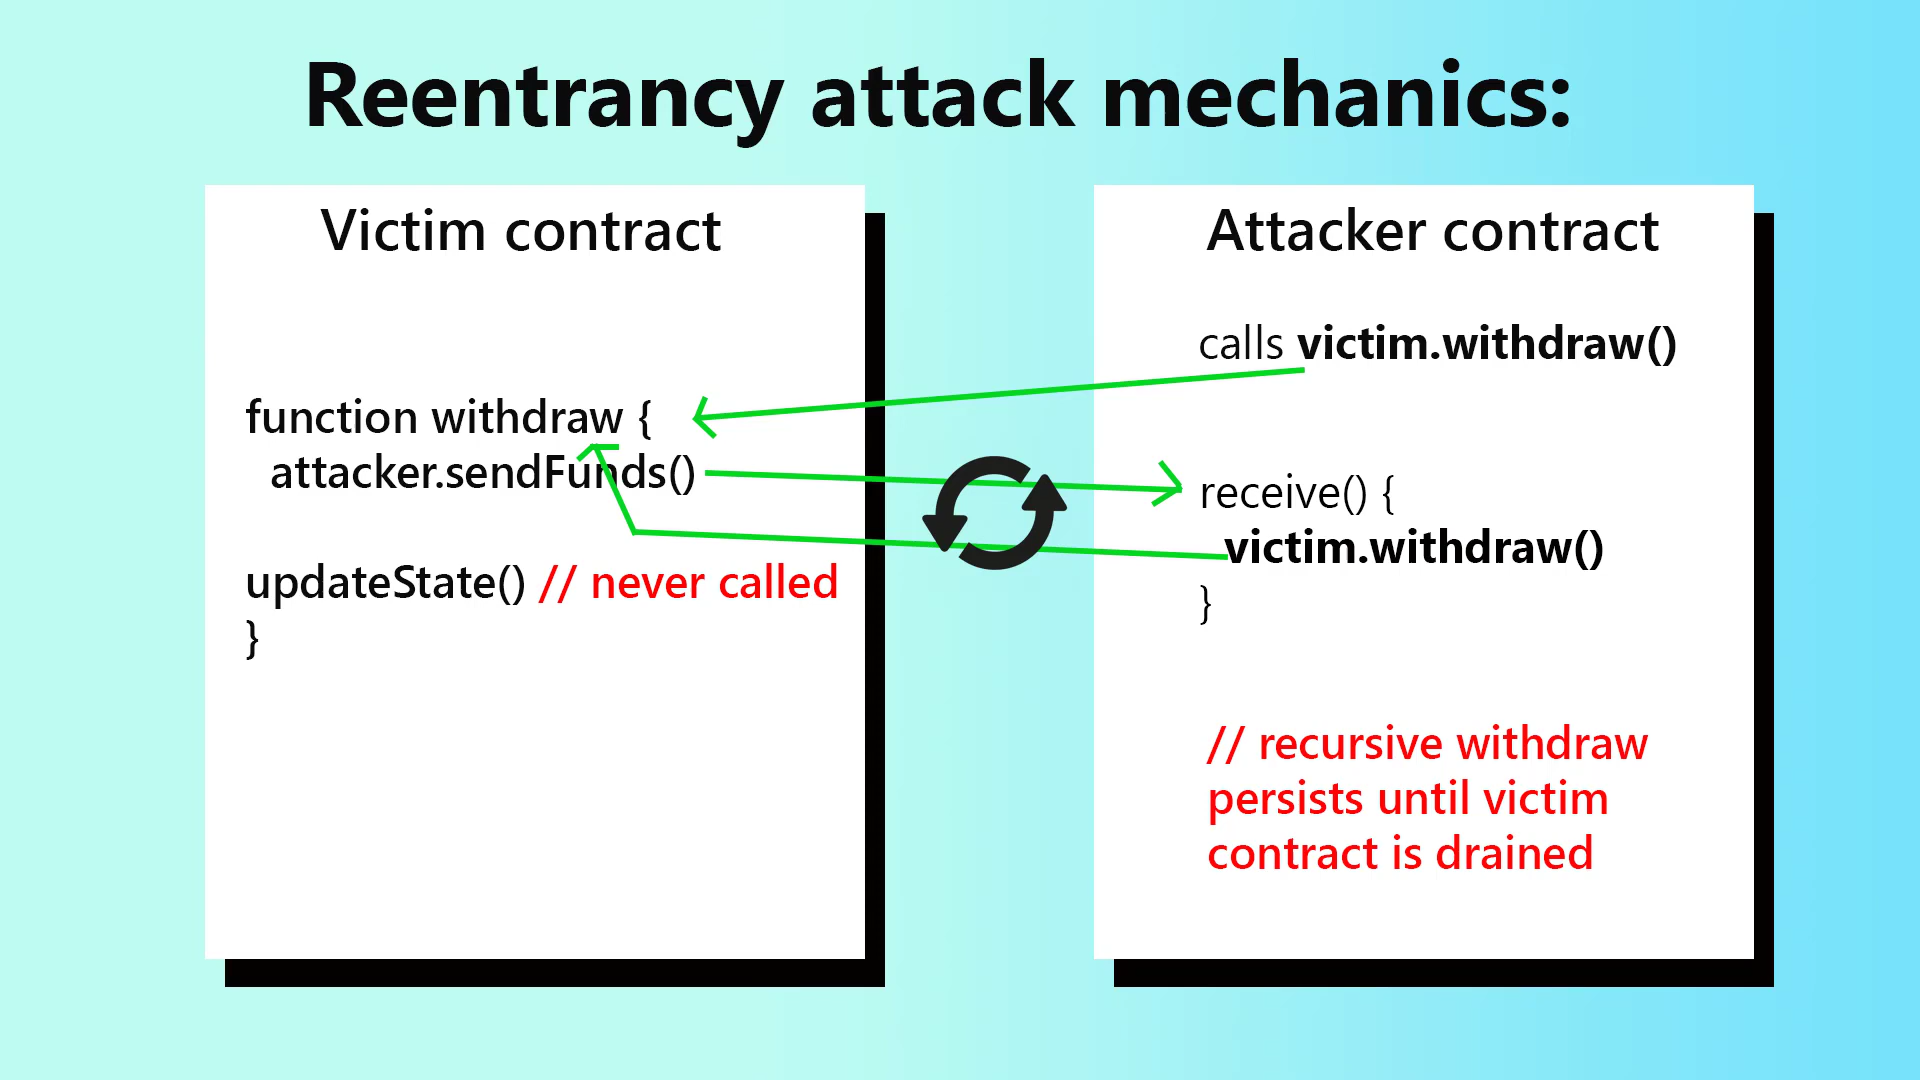 Reentrancy attack mechanics:
Victim contract
function withdraw {
attacker.sendFunds()
updateState() // never called
}
Attacker contract
calls victim.withdraw()
receive() {
victim.withdraw()
}
// recursive withdraw
persists until victim
contract is drained